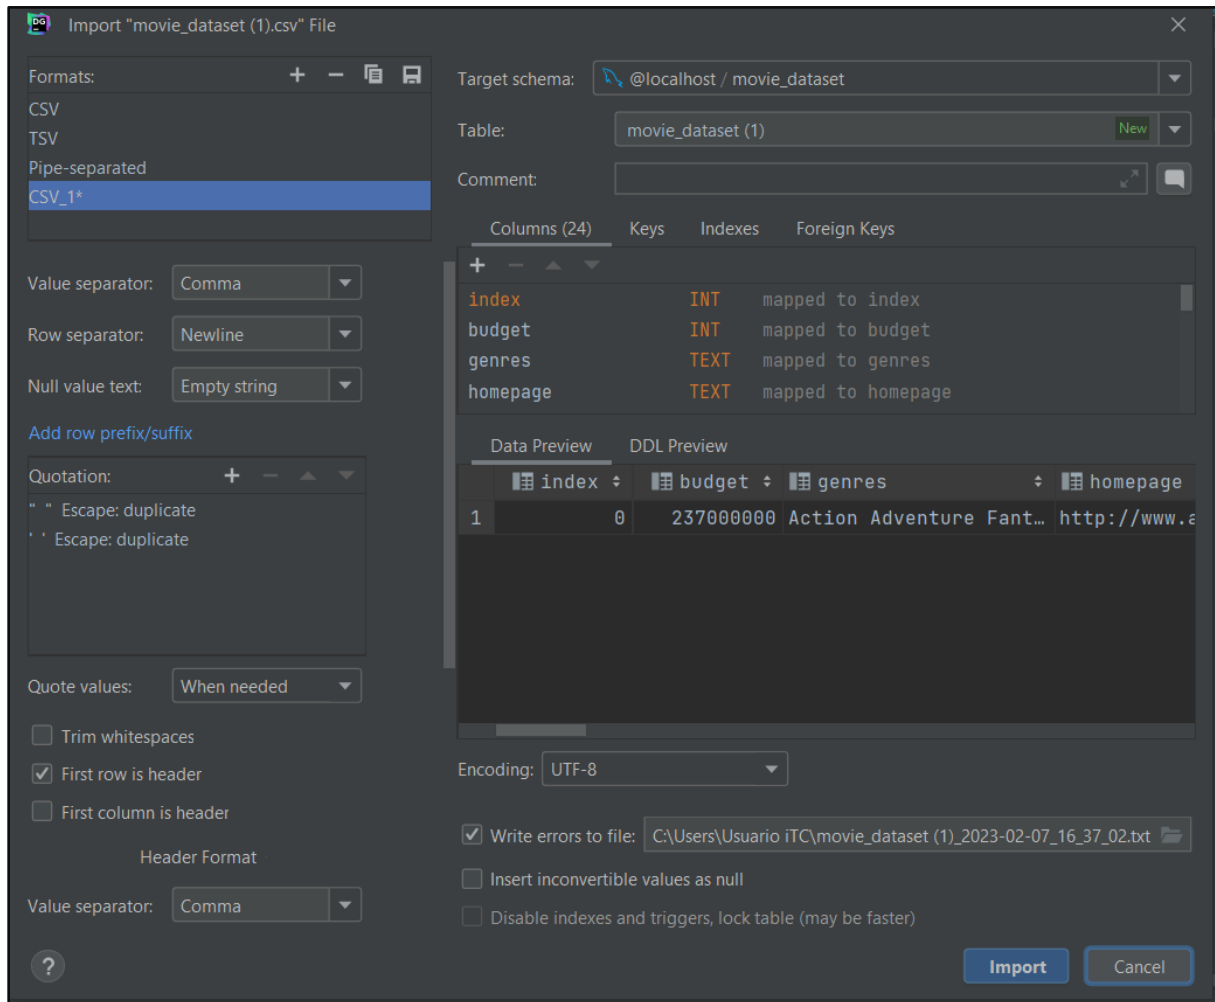 DG
Import "movie_dataset (1).csv" File
Formats:
CSV
TSV
Pipe-separated
CSV_1*
Value separator: Comma
Row separator: Newline
Null value text: Empty string
Add row prefix/suffix
Quotation:
" " Escape: duplicate
' ' Escape: duplicate
Quote values: When needed
Trim whitespaces
First row is header
First column is header
Header Format
Value separator: Comma
?
Target schema: @localhost / movie_dataset
Table: movie_dataset (1) New
Comment:
Columns (24) Keys Indexes Foreign Keys
index INT mapped to index
budget INT mapped to budget
genres TEXT mapped to genres
homepage TEXT mapped to homepage
Data Preview DDL Preview
index budget genres homepage
1 0 237000000 Action Adventure Fant… http://www.a
Encoding: UTF-8
Write errors to file: C:\Users\Usuario iTC\movie_dataset (1)_2023-02-07_16_37_02.txt
Insert inconvertible values as null
Disable indexes and triggers, lock table (may be faster)
Import Cancel